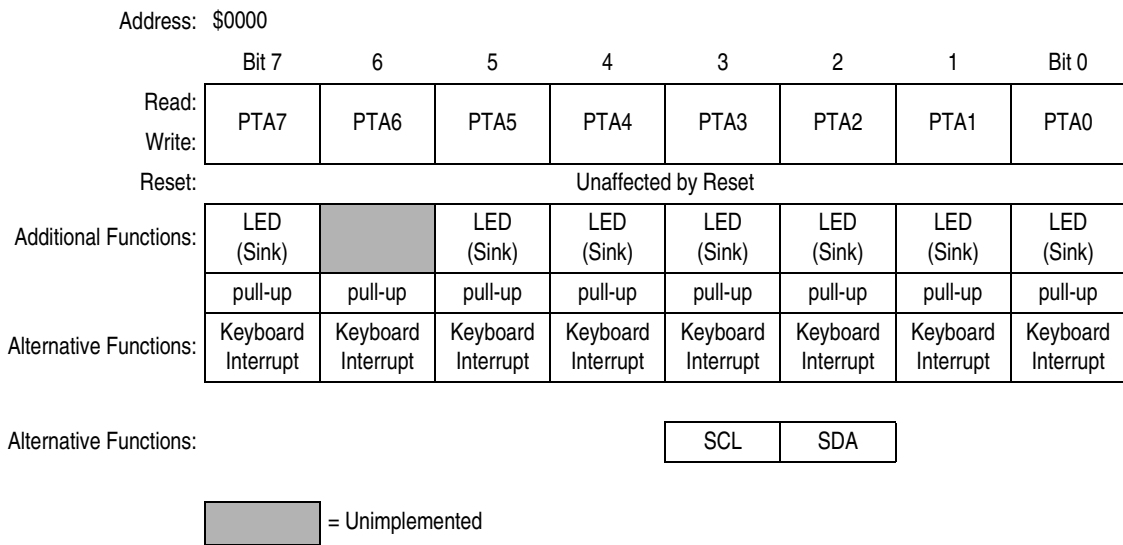 Address: $0000
Bit 7 6 5 4 3 2 1 Bit 0
Read:
Write:
PTA7 PTA6 PTA5 PTA4 PTA3 PTA2 PTA1 PTA0
Reset: Unaffected by Reset
Additional Functions:
LED LED LED LED LED LED LED
(Sink) (Sink) (Sink) (Sink) (Sink) (Sink) (Sink)
pull-up pull-up pull-up pull-up pull-up pull-up pull-up pull-up
Alternative Functions:
Keyboard Keyboard Keyboard Keyboard Keyboard Keyboard Keyboard Keyboard
Interrupt Interrupt Interrupt Interrupt Interrupt Interrupt Interrupt Interrupt
Alternative Functions: SCL SDA
= Unimplemented